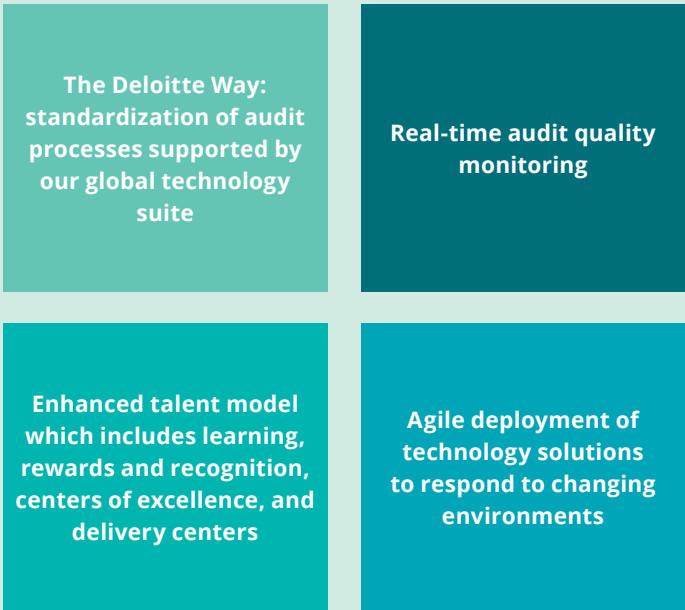 The Deloitte Way:
standardization of audit
processes supported by
our global technology
suite
Real-time audit quality
monitoring
Enhanced talent model
which includes learning,
rewards and recognition,
centers of excellence, and
delivery centers
Agile deployment of
technology solutions
to respond to changing
environments